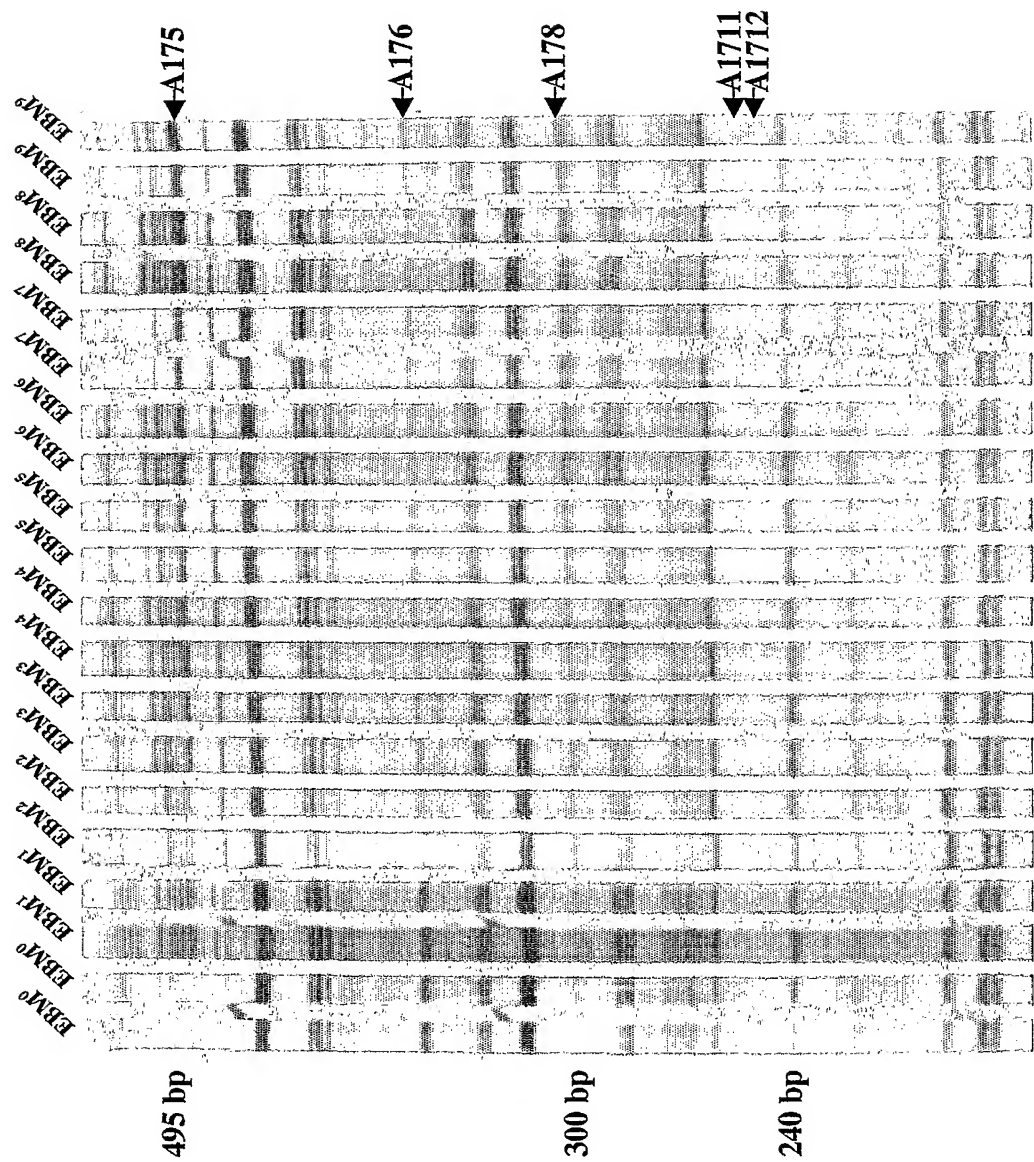 EBM⁰
EBM⁰
EBM¹
EBM¹
EBM²
EBM²
EBM³
EBM³
EBM⁴
EBM⁴
EBM⁵
EBM⁵
EBM⁶
EBM⁶
EBM⁷
EBM⁷
EBM⁸
EBM⁸
EBM⁹
EBM⁹
495 bp
300 bp
240 bp
A175
A176
A178
A1711
A1712